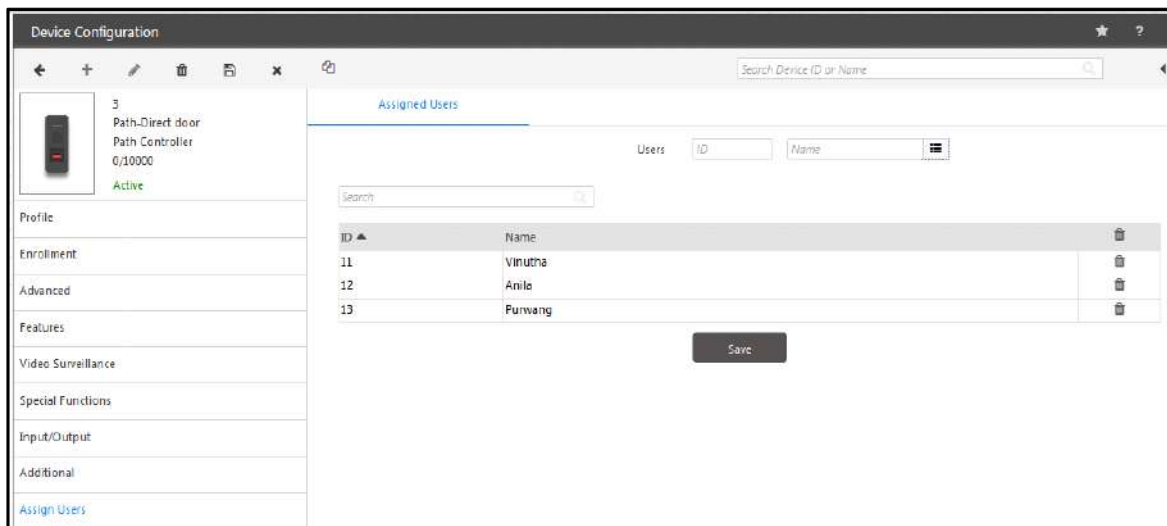 Device Configuration
?
Search Device ID or Name
3
Path-Direct door
Path Controller
0/10000
Active
Profile
Enrollment
Advanced
Features
Video Surveillance
Special Functions
Input/Output
Additional
Assign Users
Assigned Users
Users ID Name
Search
ID Name
11 Vinutha
12 Anila
13 Purwang
Save